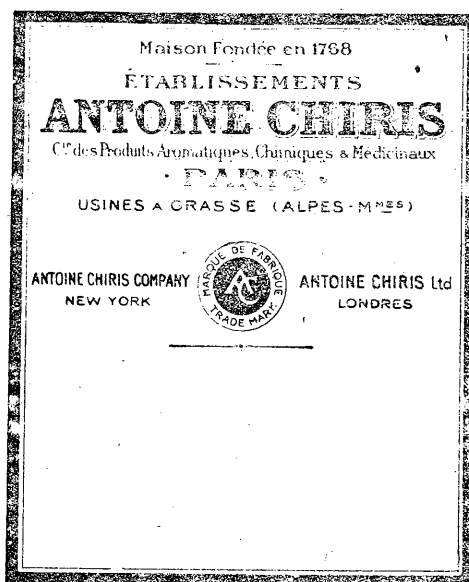 Maison Fondée en 1768
ÉTABLISSEMENTS
ANTOINE CHIRIS
Cie des Produits Aromatiques, Chimiques & Médicinaux
PARIS
USINES A GRASSE (ALPES-MMES)
ANTOINE CHIRIS COMPANY
NEW YORK
MARQUE DE FABRIQUE
AC
TRADE MARK
ANTOINE CHIRIS Ltd
LONDRES